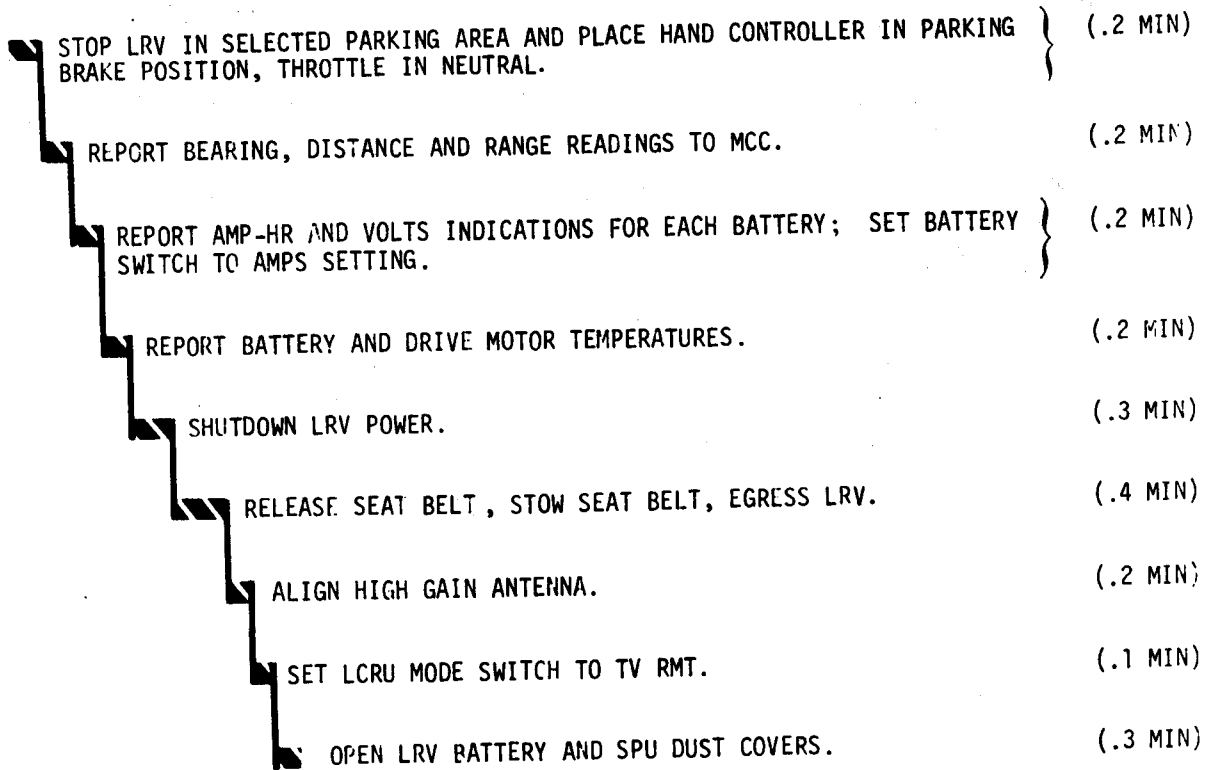 STOP LRV IN SELECTED PARKING AREA AND PLACE HAND CONTROLLER IN PARKING (.2 MIN)
BRAKE POSITION, THROTTLE IN NEUTRAL.
REPORT BEARING, DISTANCE AND RANGE READINGS TO MCC. (.2 MIN)
REPORT AMP-HR AND VOLTS INDICATIONS FOR EACH BATTERY; SET BATTERY (.2 MIN)
SWITCH TO AMPS SETTING.
REPORT BATTERY AND DRIVE MOTOR TEMPERATURES. (.2 MIN)
SHUTDOWN LRV POWER. (.3 MIN)
RELEASE SEAT BELT, STOW SEAT BELT, EGRESS LRV. (.4 MIN)
ALIGN HIGH GAIN ANTENNA. (.2 MIN)
SET LCRU MODE SWITCH TO TV RMT. (.1 MIN)
OPEN LRV BATTERY AND SPU DUST COVERS. (.3 MIN)